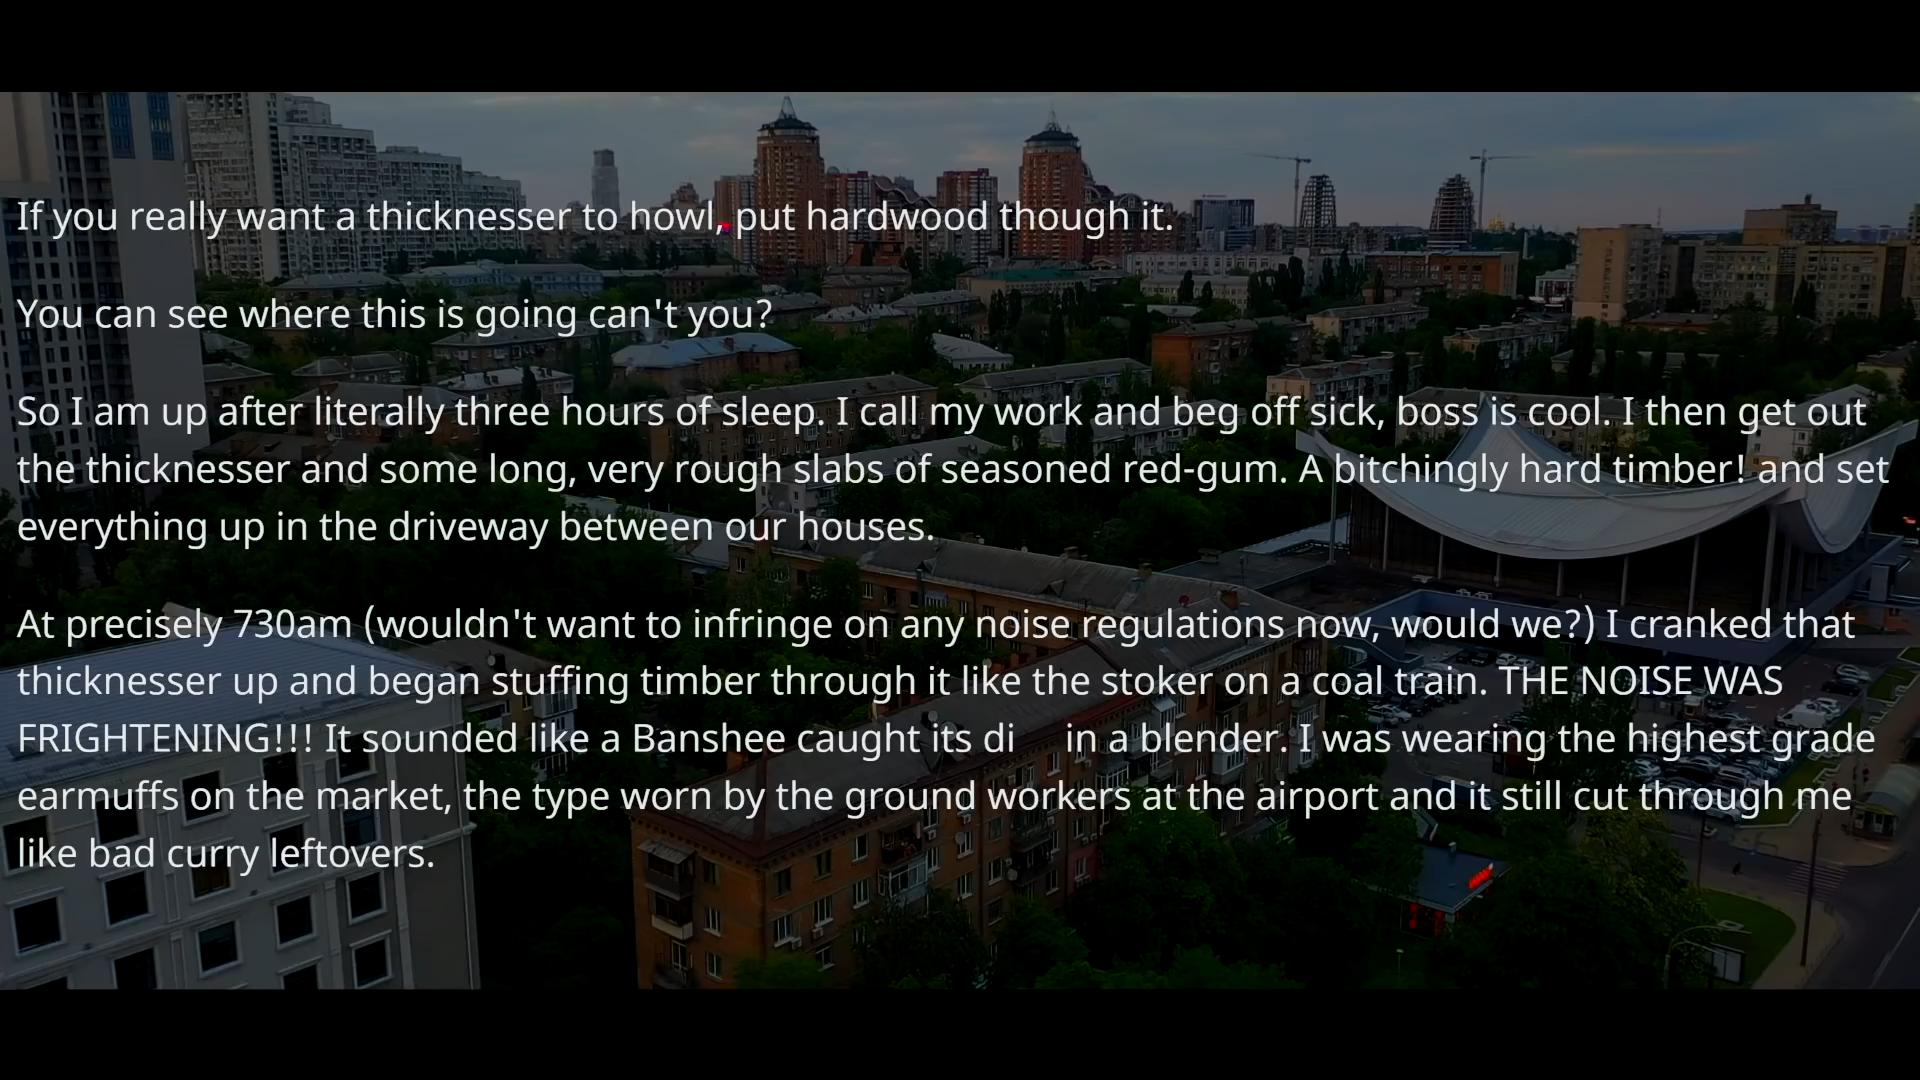 If you really want a thicknesser to howl, put hardwood though it.
You can see where this is going can't you?
So I am up after literally three hours of sleep. I call my work and beg off sick, boss is cool. I then get out
the thicknesser and some long, very rough slabs of seasoned red-gum. A bitchingly hard timber! and set
everything up in the driveway between our houses.
At precisely 730am (wouldn't want to infringe on any noise regulations now, would we?) I cranked that
thicknesser up and began stuffing timber through it like the stoker on a coal train. THE NOISE WAS
FRIGHTENING!!! It sounded like a Banshee caught its di in a blender. I was wearing the highest grade
earmuffs on the market, the type worn by the ground workers at the airport and it still cut through me
like bad curry leftovers.